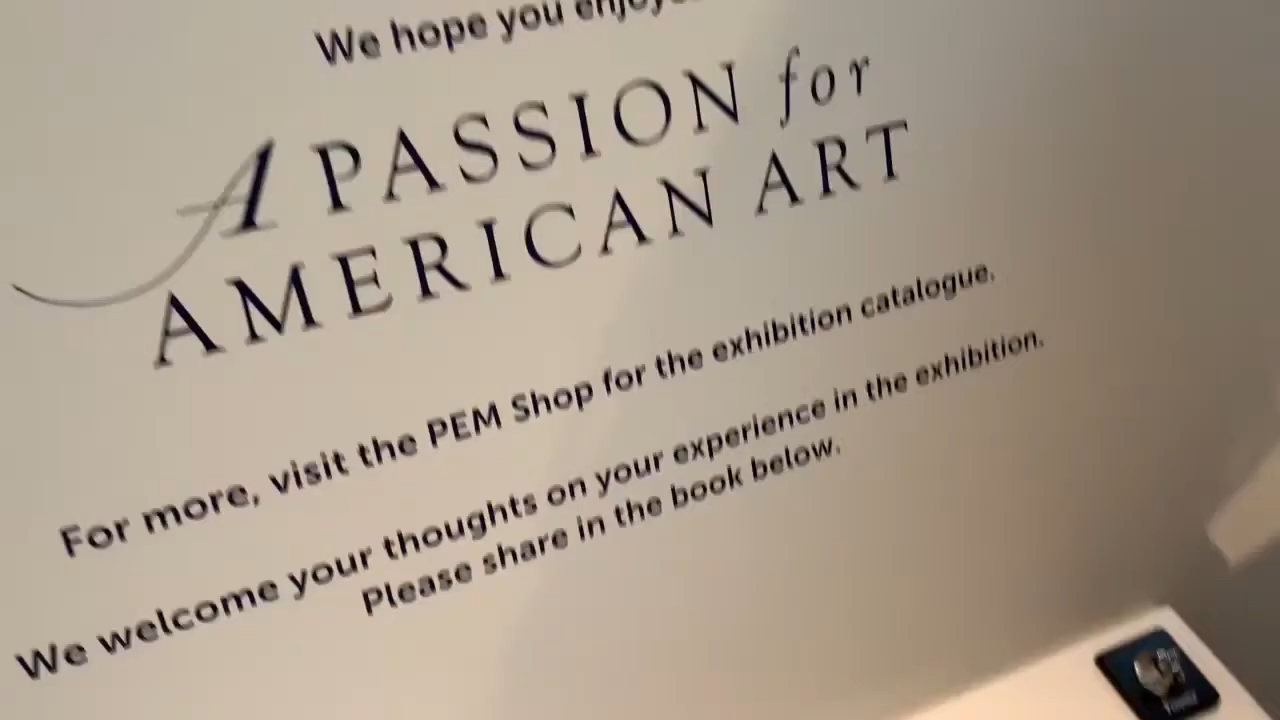 We hope you
A PASSION for
AMERICAN ART
For more, visit the PEM Shop for the exhibition catalogue.
We welcome your thoughts on your experience in the exhibition.
Please share in the book below.